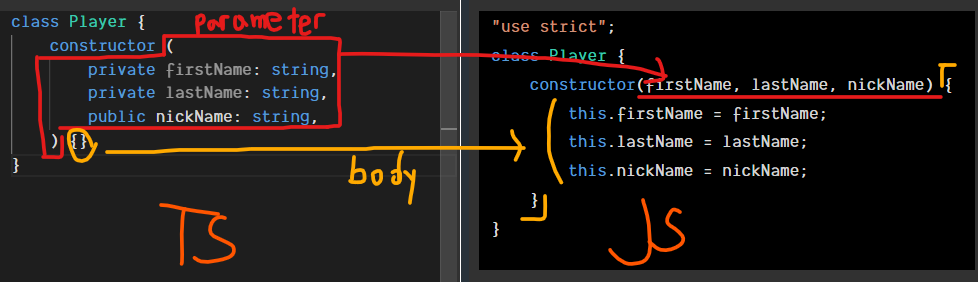 class Player {
parameter
constructor (
private firstName: string,
private lastName: string,
public nickName: string,
) {}
}
body
TS
"use strict";
class Player {
constructor(firstName, lastName, nickName) {
this.firstName = firstName;
this.lastName = lastName;
this.nickName = nickName;
}
}
JS